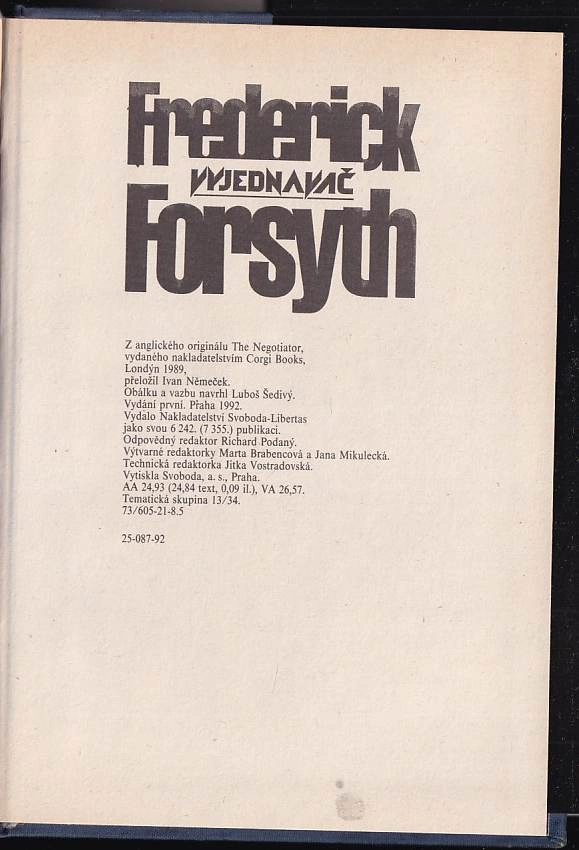 Frederick
VYJEDNAVAČ
Forsyth
Z anglického originálu The Negotiator,
vydaného nakladatelstvím Corgi Books,
Londýn 1989,
přeložil Ivan Němeček.
Obálku a vazbu navrhl Luboš Šedivý.
Vydání první. Praha 1992.
Vydalo Nakladatelství Svoboda-Libertas
jako svou 6 242. (7 355.) publikaci.
Odpovědný redaktor Richard Podaný.
Výtvarné redaktorky Marta Brabencová a Jana Mikulecká.
Technická redaktorka Jitka Vostradovská.
Vytiskla Svoboda, a. s., Praha.
AA 24,93 (24,84 text, 0,09 il.), VA 26,57.
Tematická skupina 13/34.
73/605-21-8.5
25-087-92